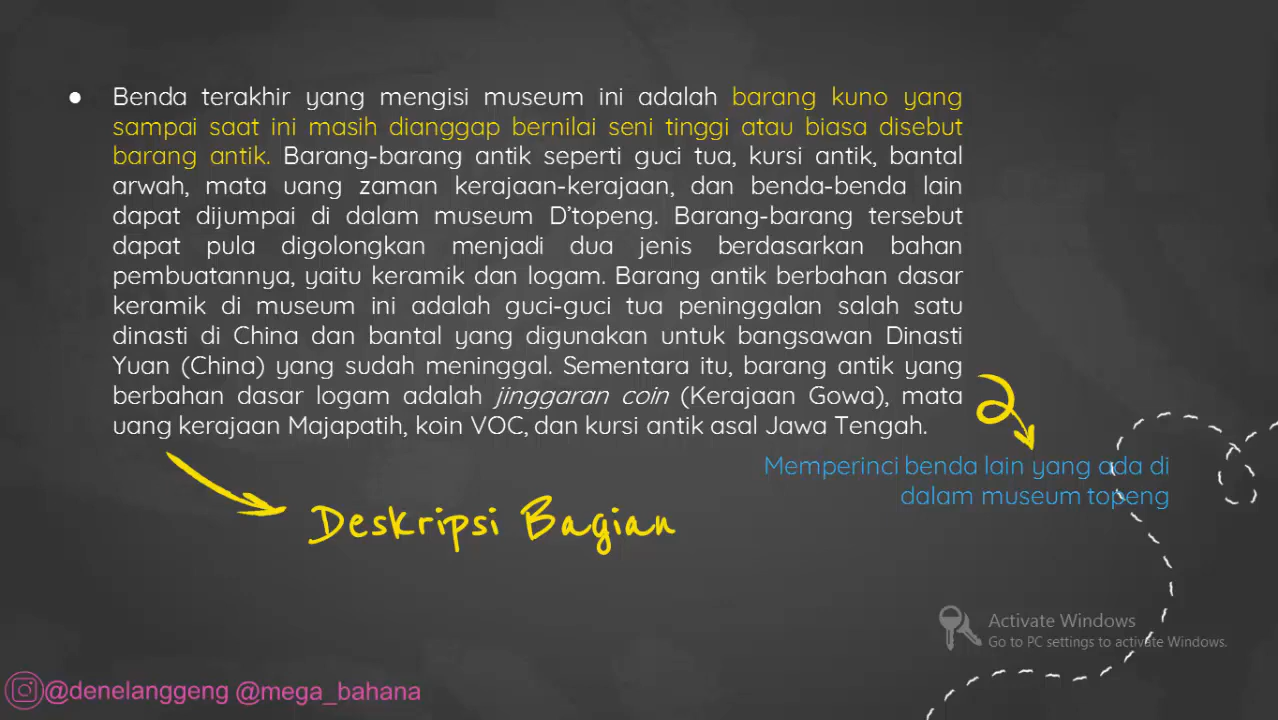 Benda terakhir yang mengisi museum ini adalah barang kuno yang
sampai saat ini masih dianggap bernilai seni tinggi atau biasa disebut
barang antik. Barang-barang antik seperti guci tua, kursi antik, bantal
arwah, mata uang zaman kerajaan-kerajaan, dan benda-benda lain
dapat dijumpai di dalam museum D’topeng. Barang-barang tersebut
dapat pula digolongkan menjadi dua jenis berdasarkan bahan
pembuatannya, yaitu keramik dan logam. Barang antik berbahan dasar
keramik di museum ini adalah guci-guci tua peninggalan salah satu
dinasti di China dan bantal yang digunakan untuk bangsawan Dinasti
Yuan (China) yang sudah meninggal. Sementara itu, barang antik yang
berbahan dasar logam adalah jinggaran coin (Kerajaan Gowa), mata
uang kerajaan Majapatih, koin VOC, dan kursi antik asal Jawa Tengah.
Memperinci benda lain yang ada di
dalam museum topeng
Deskripsi Bagian
Activate Windows
Go to PC settings to activate Windows.
@denelanggeng @mega_bahana